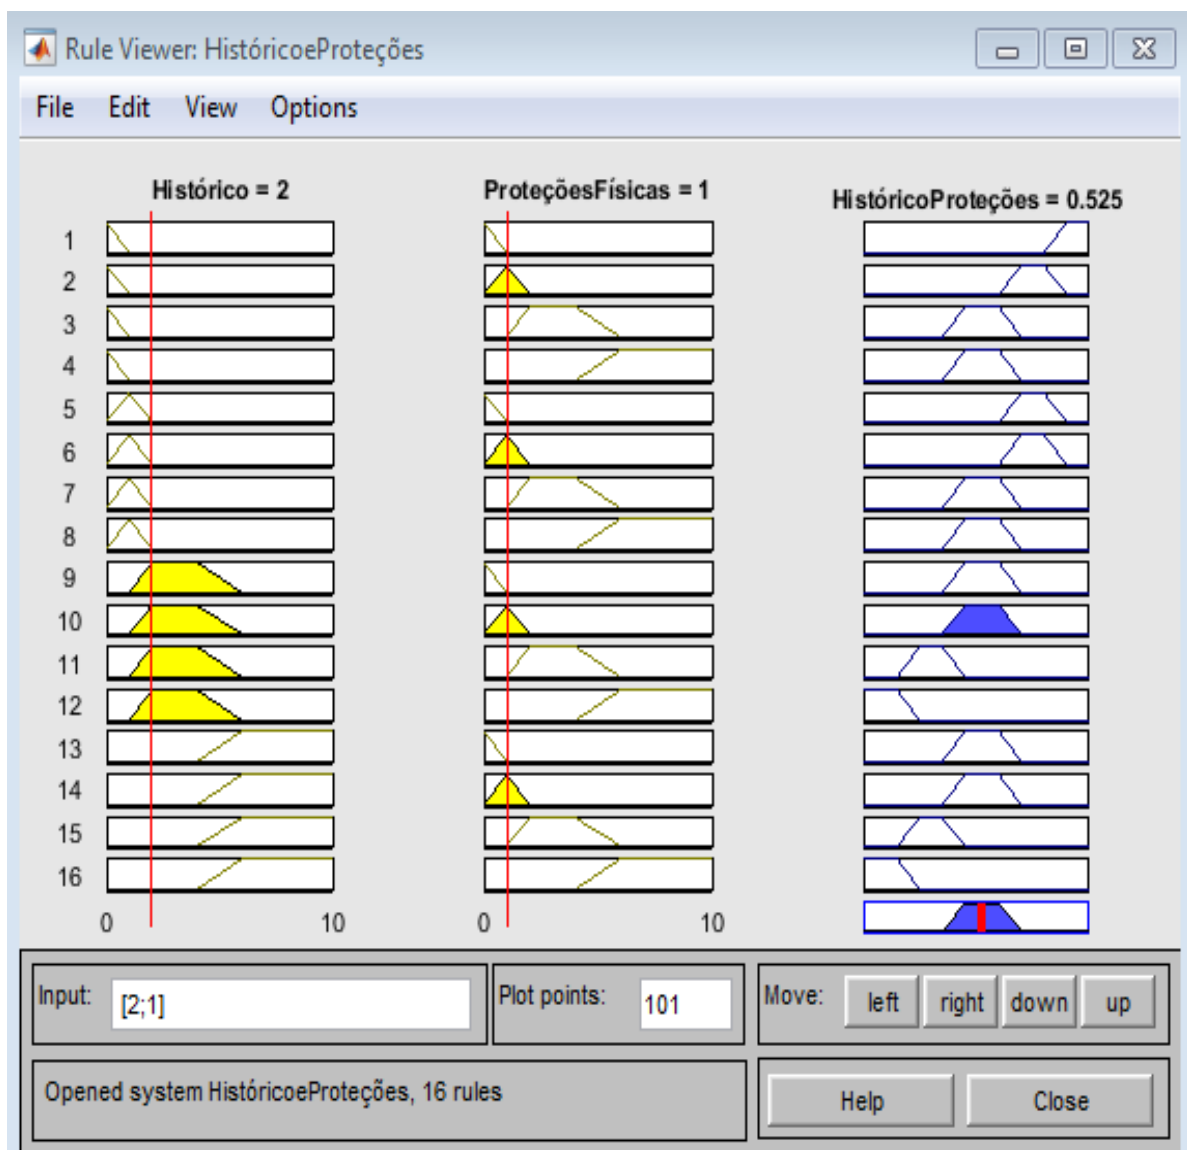 Rule Viewer: HistóricoeProteções
File Edit View Options
Histórico = 2
ProteçõesFísicas = 1
HistóricoProteções = 0.525
1
2
3
4
5
6
7
8
9
10
11
12
13
14
15
16
0 10
0 10
Input: [2;1]
Plot points: 101
Move: left right down up
Opened system HistóricoeProteções, 16 rules
Help Close